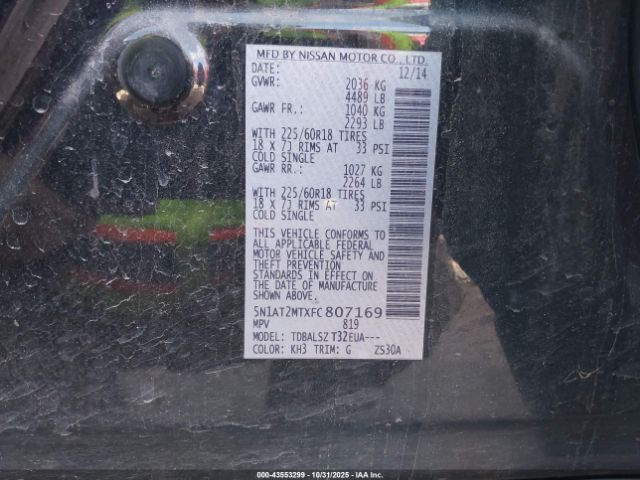 MFD BY NISSAN MOTOR CO., LTD.
DATE: 12/14
GVWR: 2036 KG
4489 LB
GAWR FR.: 1040 KG
2293 LB
WITH 225/60R18 TIRES
18 X 7J RIMS AT 33 PSI
COLD SINGLE
GAWR RR.: 1027 KG
2264 LB
WITH 225/60R18 TIRES
18 X 7J RIMS AT 33 PSI
COLD SINGLE
THIS VEHICLE CONFORMS TO
ALL APPLICABLE FEDERAL
MOTOR VEHICLE SAFETY AND
THEFT PREVENTION
STANDARDS IN EFFECT ON
THE DATE OF MANUFACTURE
SHOWN ABOVE.
5N1AT2MTXFC807169
MPV 819
MODEL: TDBALSZ T32EUA---
COLOR: KH3 TRIM: G ZS30A
000-43553299 - 10/31/2025 - IAA Inc.